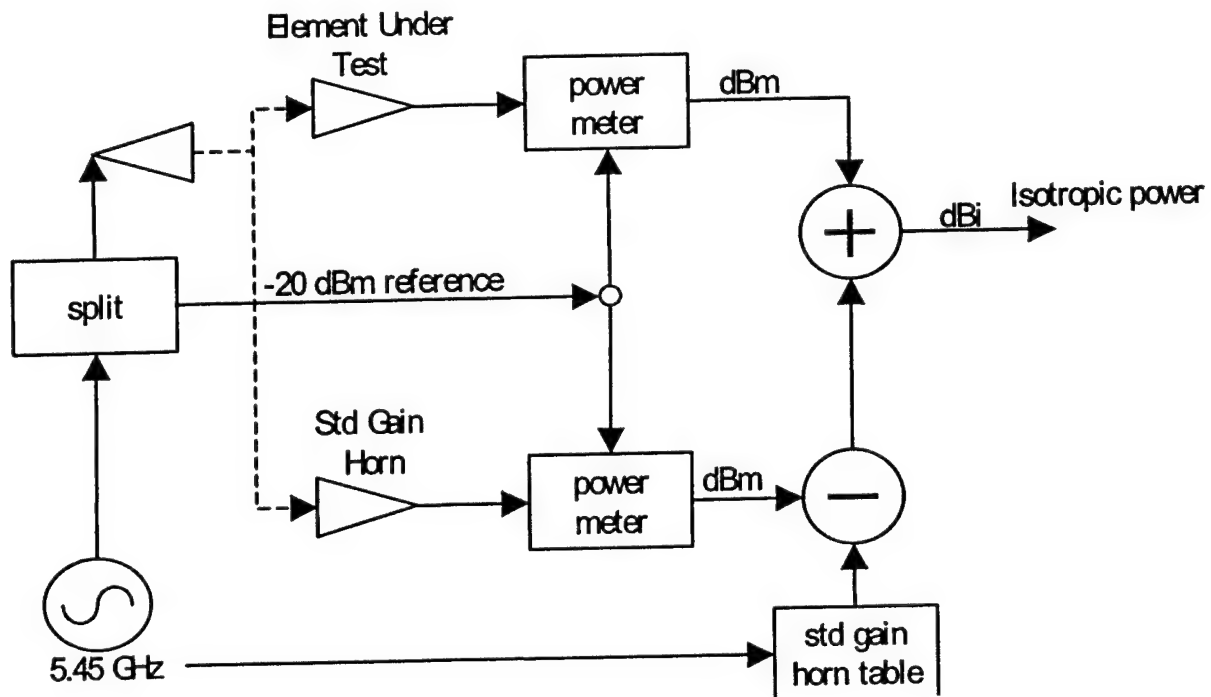 Element Under
Test
power
meter
dBm
Isotropic power
dBi
split
-20 dBm reference
Std Gain
Horn
power
meter
dBm
std gain
horn table
5.45 GHz